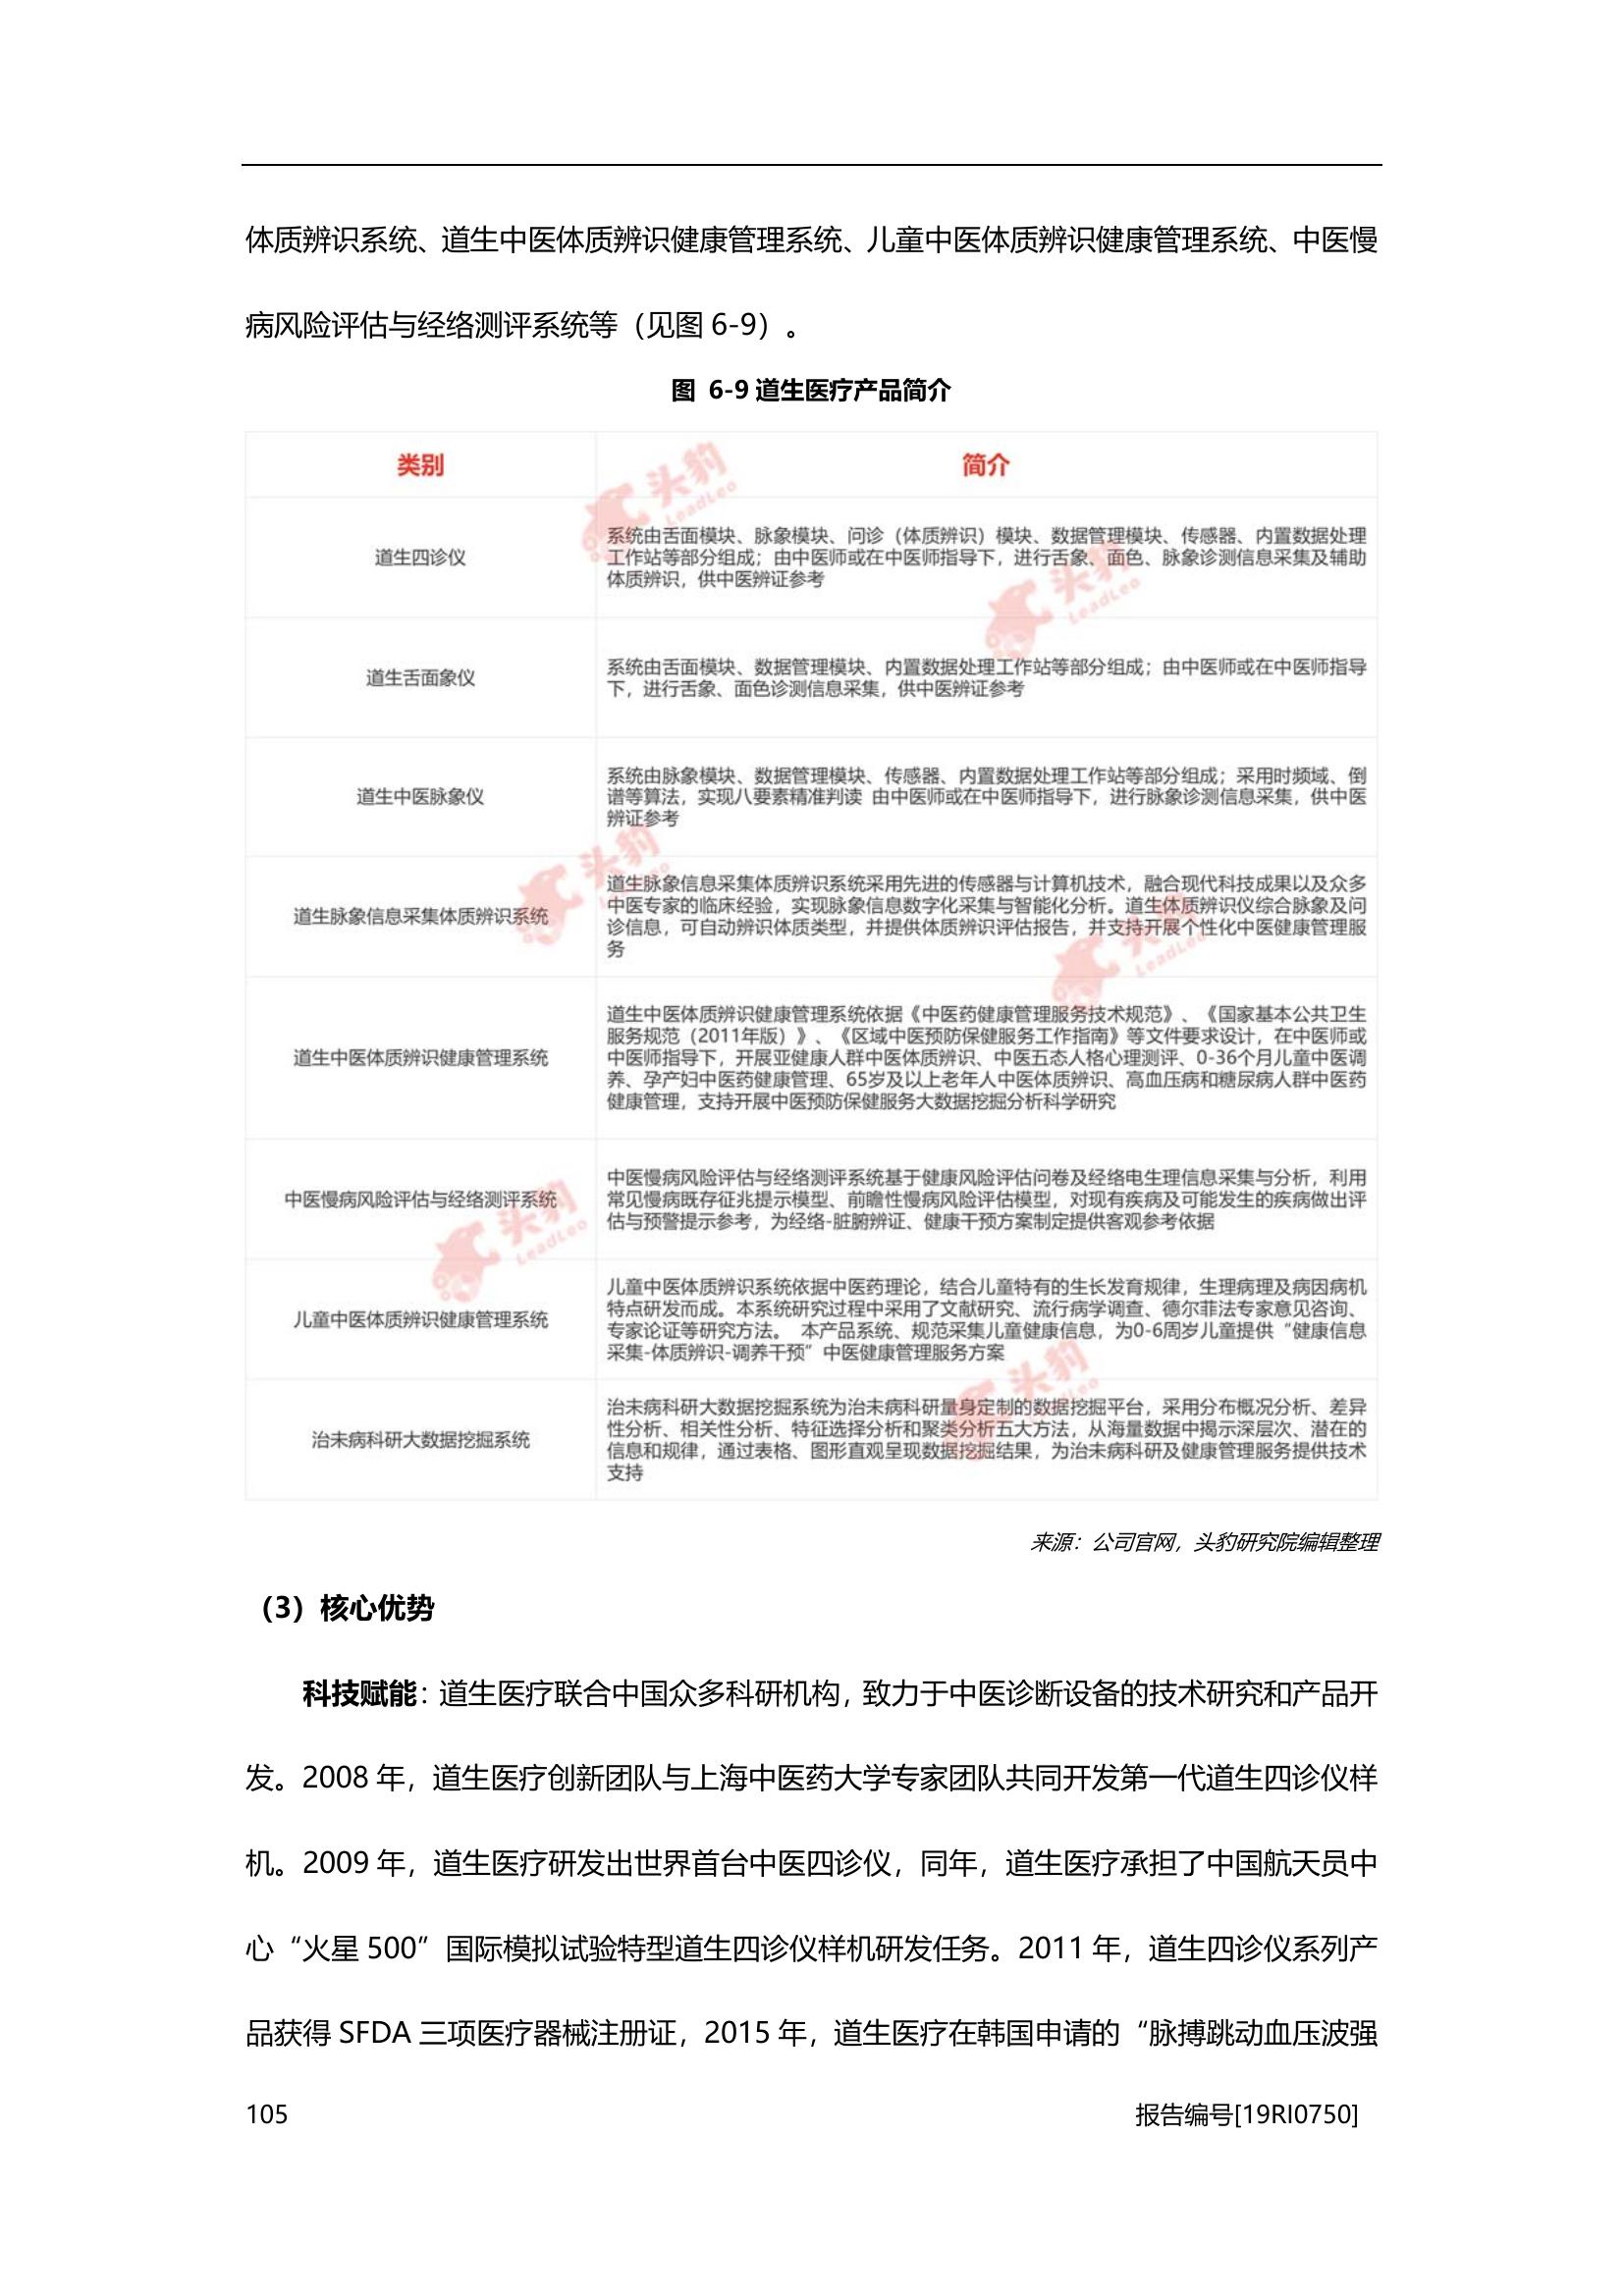 体质辨识系统、道生中医体质辨识健康管理系统、儿童中医体质辨识健康管理系统、中医慢
病风险评估与经络测评系统等（见图 6-9）。
图 6-9 道生医疗产品简介
类别
简介
道生四诊仪
系统由舌面模块、脉象模块、问诊（体质辨识）模块、数据管理模块、传感器、内置数据处理
工作站等部分组成；由中医师或在中医师指导下，进行舌象、面色、脉象诊测信息采集及辅助
体质辨识，供中医辨证参考
道生舌面象仪
系统由舌面模块、数据管理模块、内置数据处理工作站等部分组成；由中医师或在中医师指导
下，进行舌象、面色诊测信息采集，供中医辨证参考
道生中医脉象仪
系统由脉象模块、数据管理模块、传感器、内置数据处理工作站等部分组成；采用时频域、倒
谱等算法，实现八要素精准判读 由中医师或在中医师指导下，进行脉象诊测信息采集，供中医
辨证参考
道生脉象信息采集体质辨识系统
道生脉象信息采集体质辨识系统采用先进的传感器与计算机技术，融合现代科技成果以及众多
中医专家的临床经验，实现脉象信息数字化采集与智能化分析。道生体质辨识仪综合脉象及问
诊信息，可自动辨识体质类型，并提供体质辨识评估报告，并支持开展个性化中医健康管理服
务
道生中医体质辨识健康管理系统
道生中医体质辨识健康管理系统依据《中医药健康管理服务技术规范》、《国家基本公共卫生
服务规范（2011年版）》、《区域中医预防保健服务工作指南》等文件要求设计，在中医师或
中医师指导下，开展亚健康人群中医体质辨识、中医五态人格心理测评、0-36个月儿童中医调
养、孕产妇中医药健康管理、65岁及以上老年人中医体质辨识、高血压病和糖尿病人群中医药
健康管理，支持开展中医预防保健服务大数据挖掘分析科学研究
中医慢病风险评估与经络测评系统
中医慢病风险评估与经络测评系统基于健康风险评估问卷及经络电生理信息采集与分析，利用
常见慢病既存征兆提示模型、前瞻性慢病风险评估模型，对现有疾病及可能发生的疾病做出评
估与预警提示参考，为经络-脏腑辨证、健康干预方案制定提供客观参考依据
儿童中医体质辨识健康管理系统
儿童中医体质辨识系统依据中医药理论，结合儿童特有的生长发育规律，生理病理及病因病机
特点研发而成。本系统研究过程中采用了文献研究、流行病学调查、德尔菲法专家意见咨询、
专家论证等研究方法。 本产品系统、规范采集儿童健康信息，为0-6周岁儿童提供“健康信息
采集-体质辨识-调养干预”中医健康管理服务方案
治未病科研大数据挖掘系统
治未病科研大数据挖掘系统为治未病科研量身定制的数据挖掘平台，采用分布概况分析、差异
性分析、相关性分析、特征选择分析和聚类分析五大方法，从海量数据中揭示深层次、潜在的
信息和规律，通过表格、图形直观呈现数据挖掘结果，为治未病科研及健康管理服务提供技术
支持
头豹
LeadLeo
头豹
LeadLeo
头豹
头豹
LeadLeo
头豹
LeadLeo
头豹
来源：公司官网，头豹研究院编辑整理
（3）核心优势
科技赋能：道生医疗联合中国众多科研机构，致力于中医诊断设备的技术研究和产品开
发。2008 年，道生医疗创新团队与上海中医药大学专家团队共同开发第一代道生四诊仪样
机。2009 年，道生医疗研发出世界首台中医四诊仪，同年，道生医疗承担了中国航天员中
心“火星 500”国际模拟试验特型道生四诊仪样机研发任务。2011 年，道生四诊仪系列产
品获得 SFDA 三项医疗器械注册证，2015 年，道生医疗在韩国申请的“脉搏跳动血压波强
105
报告编号[19RI0750]